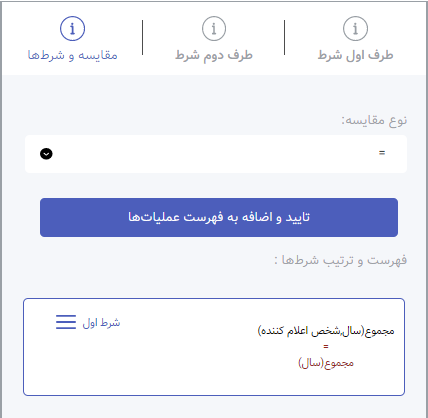 طرف اول شرط
طرف دوم شرط
مقایسه و شرط‌ها
نوع مقایسه:
=
تایید و اضافه به فهرست عملیات‌ها
فهرست و ترتیب شرط‌ها :
شرط اول
مجموع(سال,شخص اعلام کننده)
=
مجموع(سال)